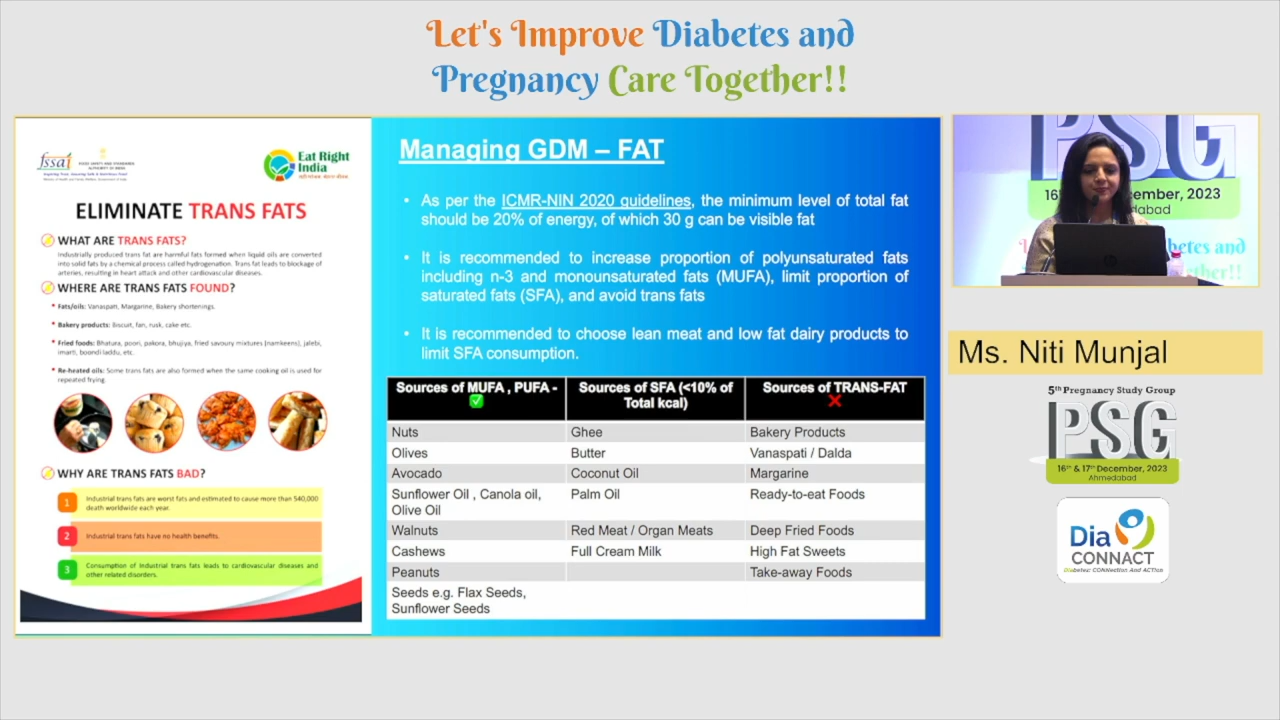 Let's Improve Diabetes and
Pregnancy Care Together!!
fssai
FOOD SAFETY AND STANDARDS
AUTHORITY OF INDIA
Eat Right
India
ELIMINATE TRANS FATS
WHAT ARE TRANS FATS?
Industrially produced tran fat are harmful fats formed when liquid oils are converted
into solid fats by a chemical process called hydrogenation. Trans fat leads to blockage of
arteries, resulting in heart attack and other cardiovascular diseases.
WHERE ARE TRANS FATS FOUND?
• Fats/oils: Vanaspati, Margarine, Bakery shortenings.
• Bakery products: Biscuit, fan, rusk, cake etc.
• Fried foods: Bhatura, poori, pakora, bhujiya, fried savoury mixtures (namkeens), jalebi,
imarti, boondi laddu, etc.
• Re-heated oils: Some trans fats are also formed when the same cooking oil is used for
repeated frying.
WHY ARE TRANS FATS BAD?
1 Industrial trans fats are worst fats and estimated to cause more than 540,000
death worldwide each year.
2 Industrial trans fats have no health benefits.
3 Consumption of Industrial trans fats leads to cardiovascular diseases and
other related disorders.
Managing GDM – FAT
• As per the ICMR-NIN 2020 guidelines, the minimum level of total fat
should be 20% of energy, of which 30 g can be visible fat
• It is recommended to increase proportion of polyunsaturated fats
including n-3 and monounsaturated fats (MUFA), limit proportion of
saturated fats (SFA), and avoid trans fats
• It is recommended to choose lean meat and low fat dairy products to
limit SFA consumption.
Sources of MUFA , PUFA - ✅ Sources of SFA (<10% of Total kcal) Sources of TRANS-FAT ❌
Nuts Ghee Bakery Products
Olives Butter Vanaspati / Dalda
Avocado Coconut Oil Margarine
Sunflower Oil , Canola oil, Olive Oil Palm Oil Ready-to-eat Foods
Walnuts Red Meat / Organ Meats Deep Fried Foods
Cashews Full Cream Milk High Fat Sweets
Peanuts Take-away Foods
Seeds e.g. Flax Seeds,
Sunflower Seeds
PSG
Ms. Niti Munjal
5th Pregnancy Study Group
PSG
16th & 17th December, 2023
Ahmedabad
Dia
CONNACT
Diabetes: CONNection And ACTion